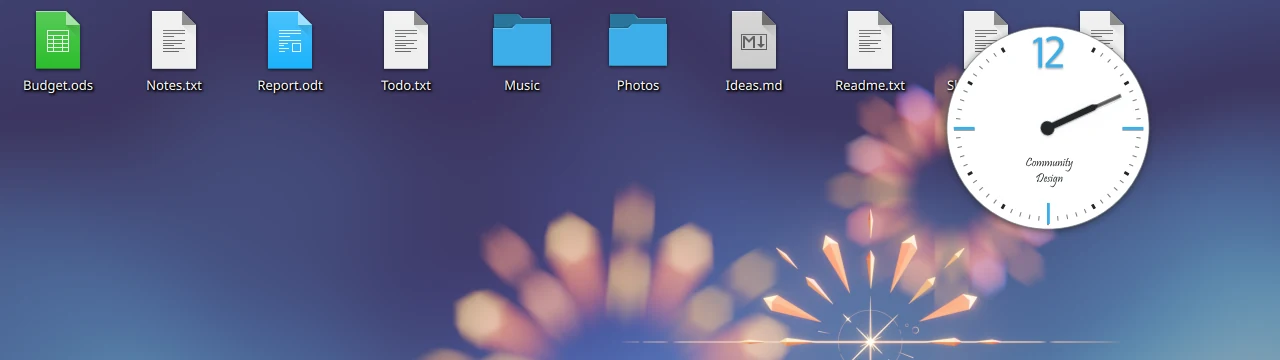 Budget.ods
Notes.txt
Report.odt
Todo.txt
Music
Photos
Ideas.md
Readme.txt
12
Community
Design